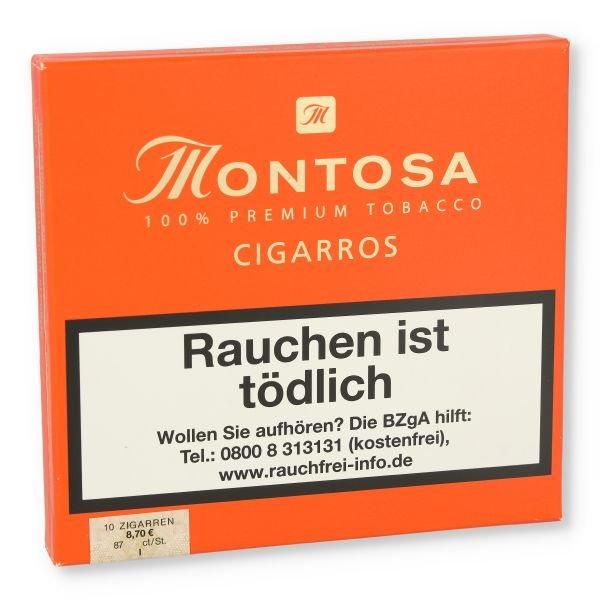 M
MONTOSA
100% PREMIUM TOBACCO
CIGARROS
Rauchen ist
tödlich
Wollen Sie aufhören? Die BZgA hilft:
Tel.: 0800 8 313131 (kostenfrei),
www.rauchfrei-info.de
10 ZIGARREN
8,70 €
87 ct/St.
I